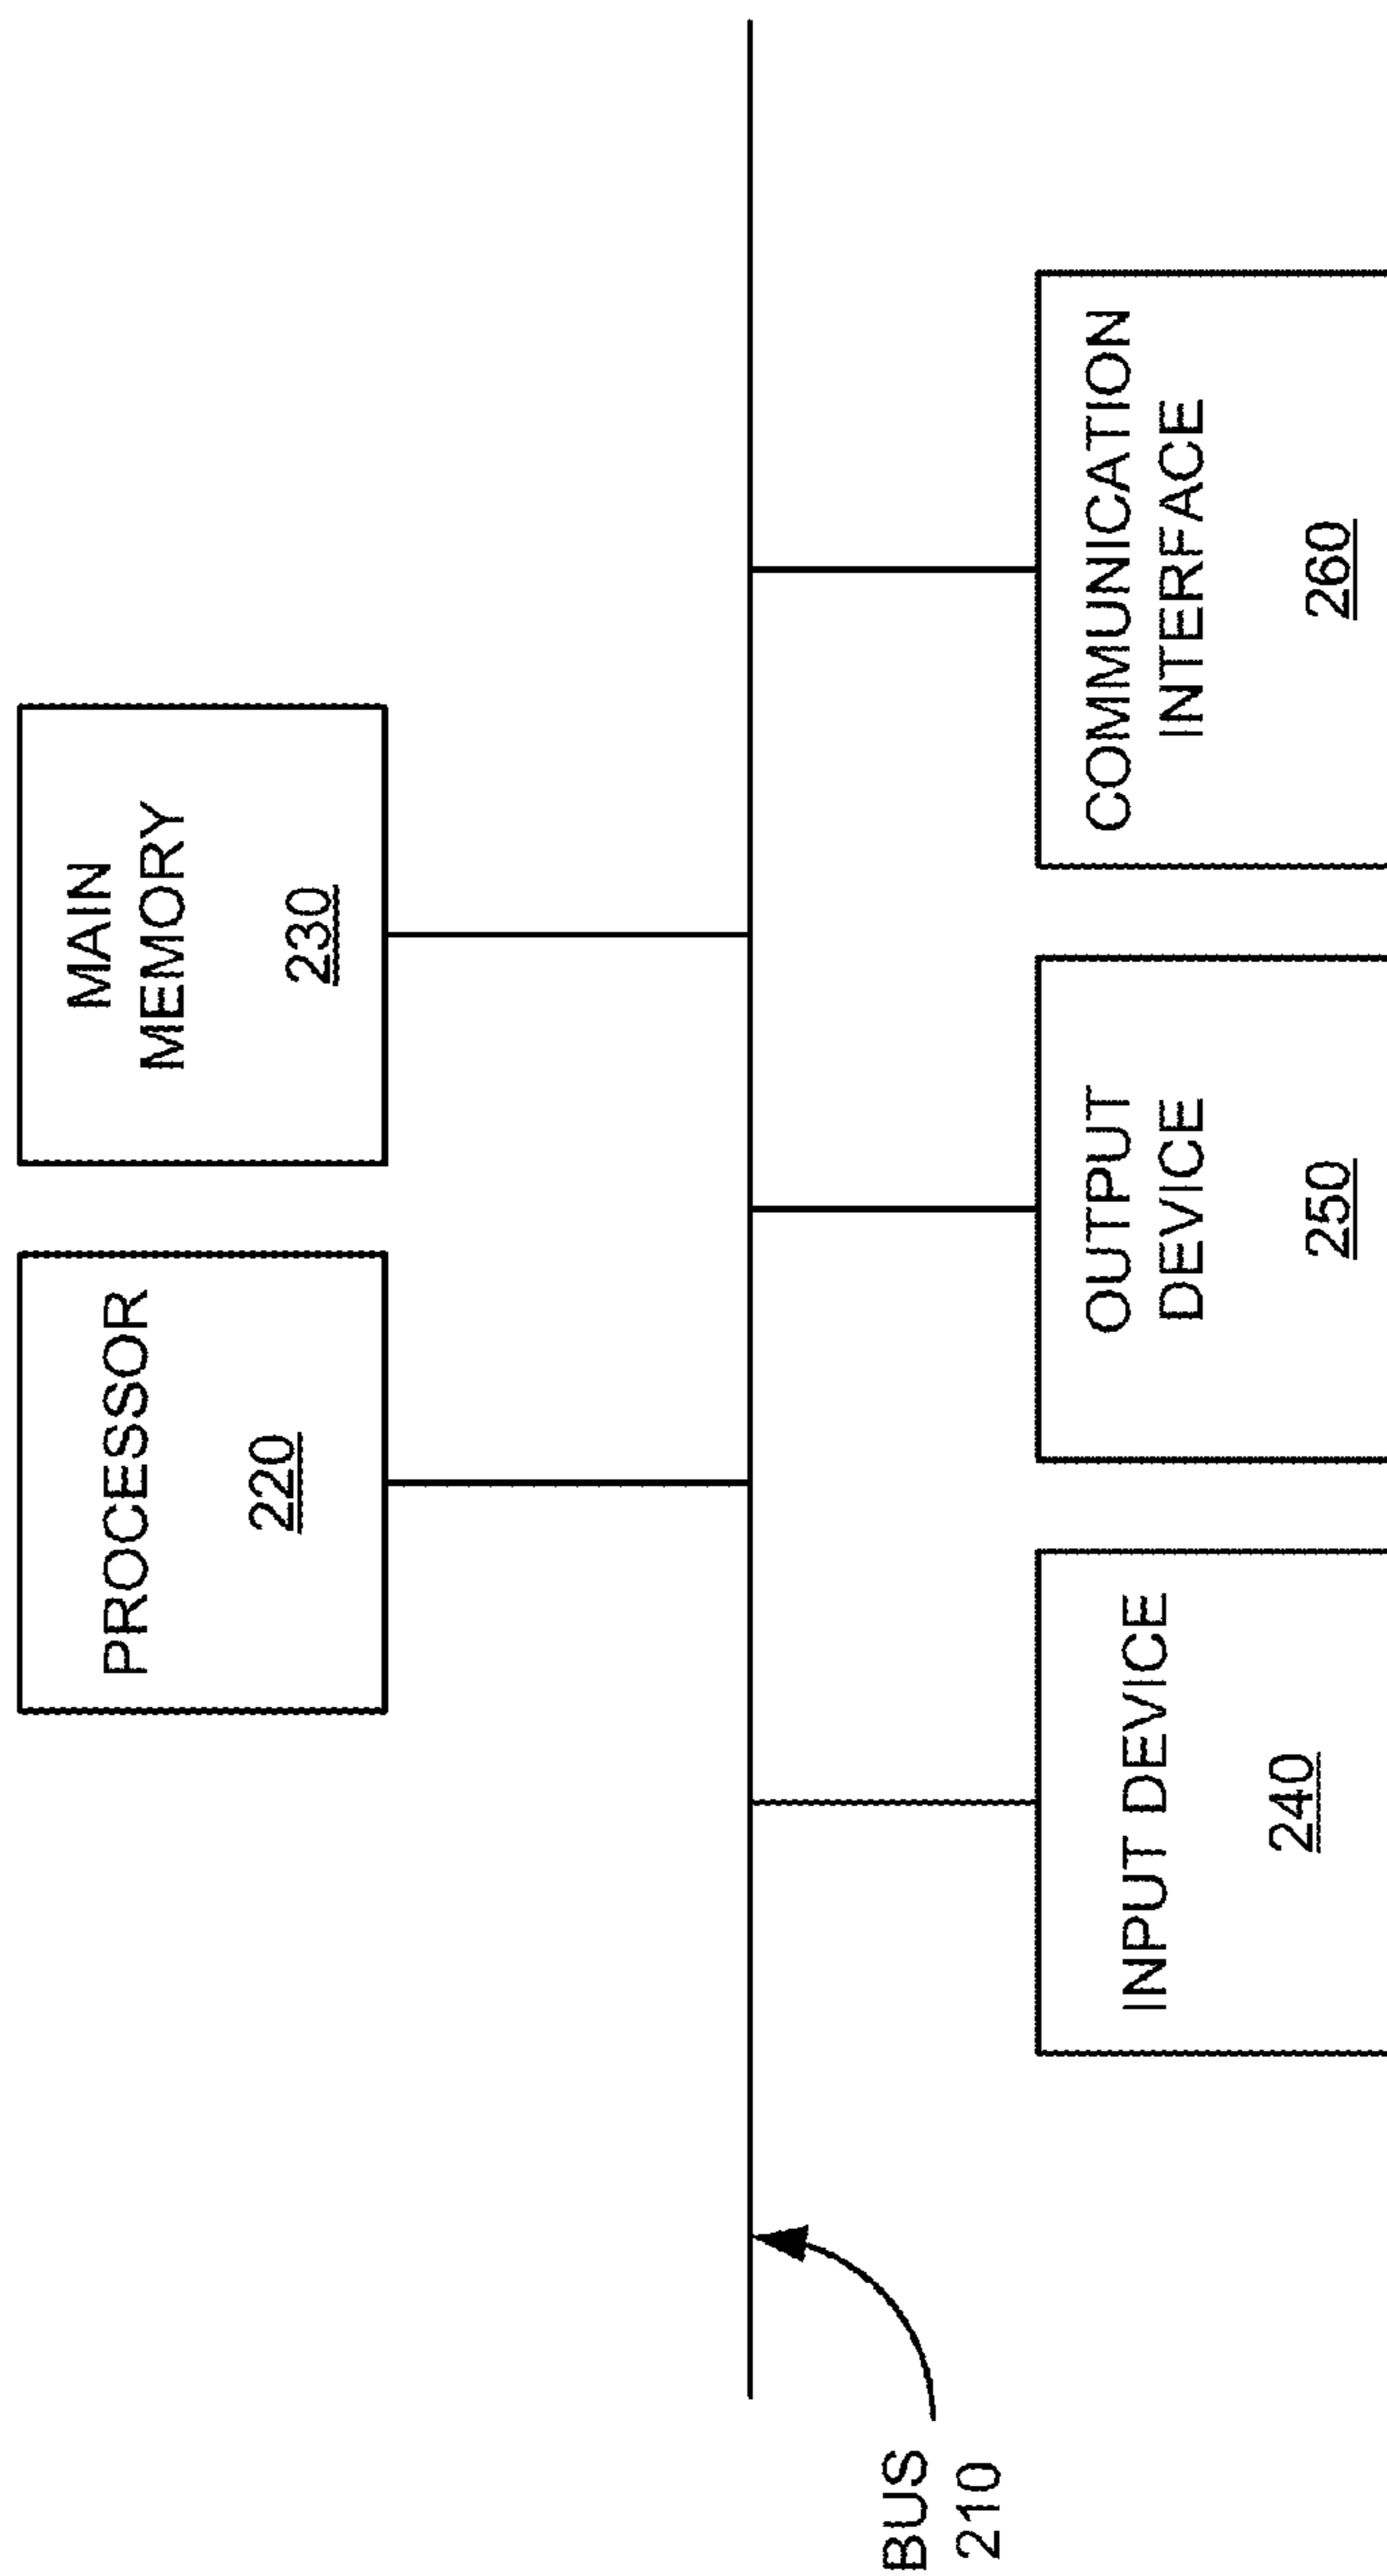 PROCESSOR
220
MAIN
MEMORY
230
BUS
210
INPUT DEVICE
240
OUTPUT
DEVICE
250
COMMUNICATION
INTERFACE
260